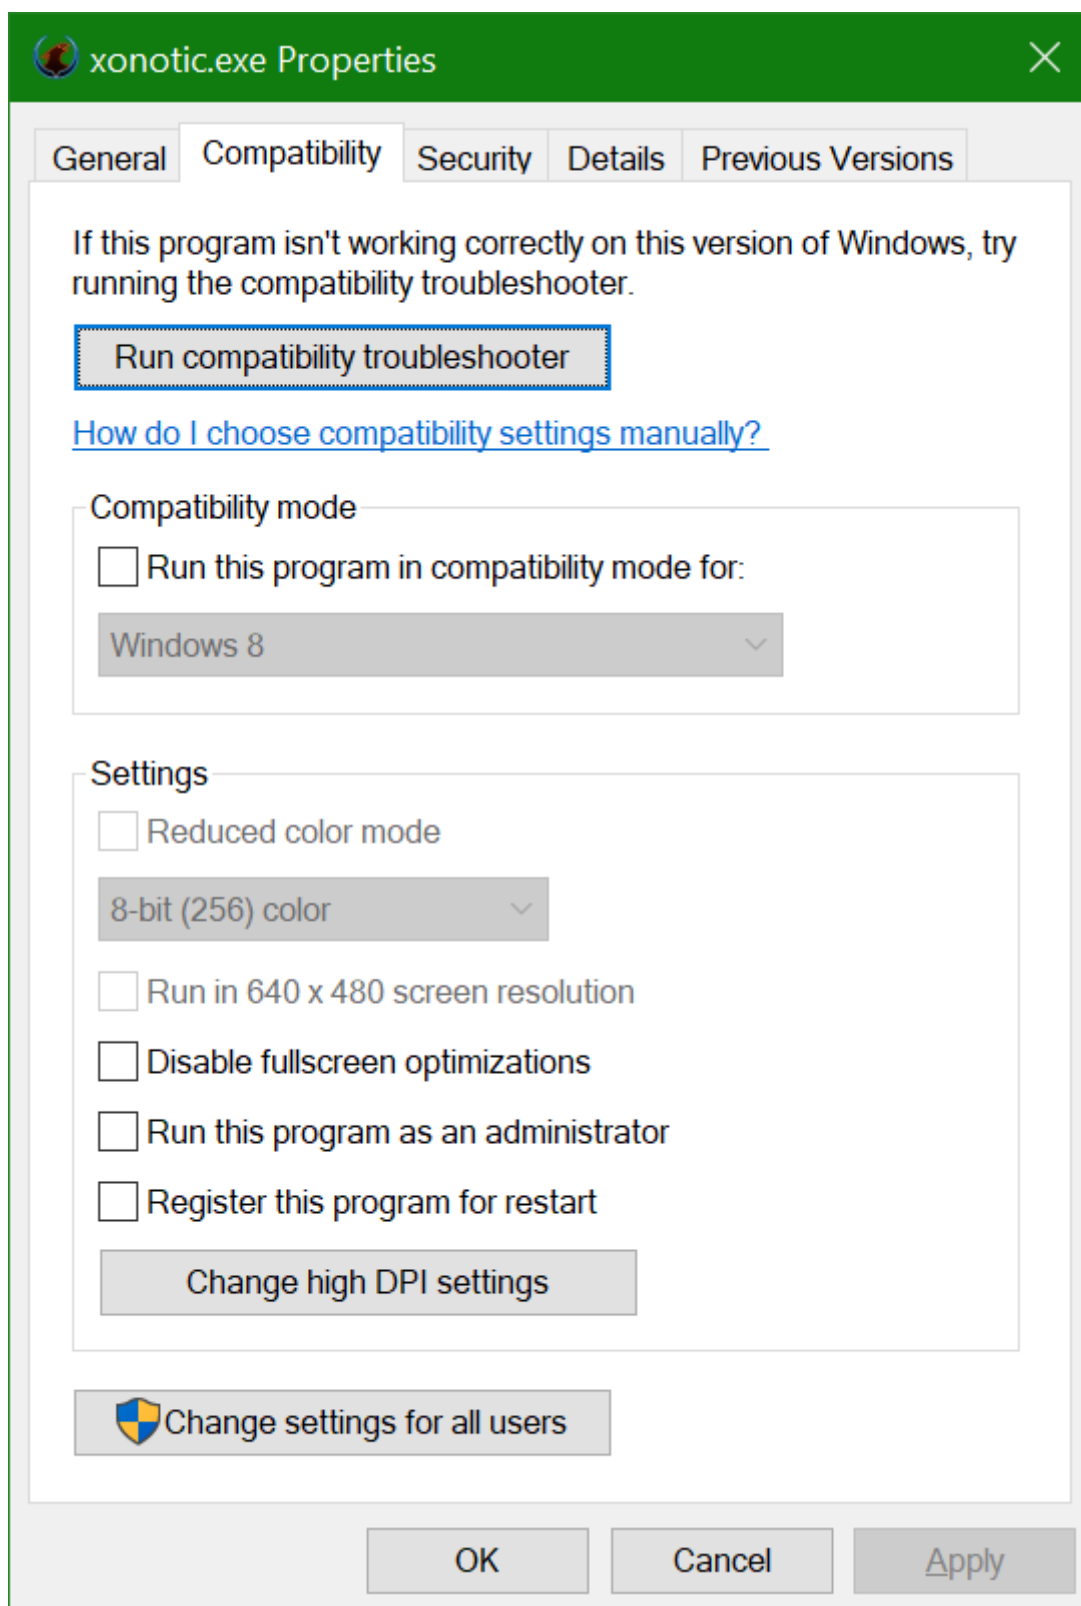 xonotic.exe Properties
General Compatibility Security Details Previous Versions
If this program isn't working correctly on this version of Windows, try
running the compatibility troubleshooter.
Run compatibility troubleshooter
How do I choose compatibility settings manually?
Compatibility mode
Run this program in compatibility mode for:
Windows 8
Settings
Reduced color mode
8-bit (256) color
Run in 640 x 480 screen resolution
Disable fullscreen optimizations
Run this program as an administrator
Register this program for restart
Change high DPI settings
Change settings for all users
OK Cancel Apply